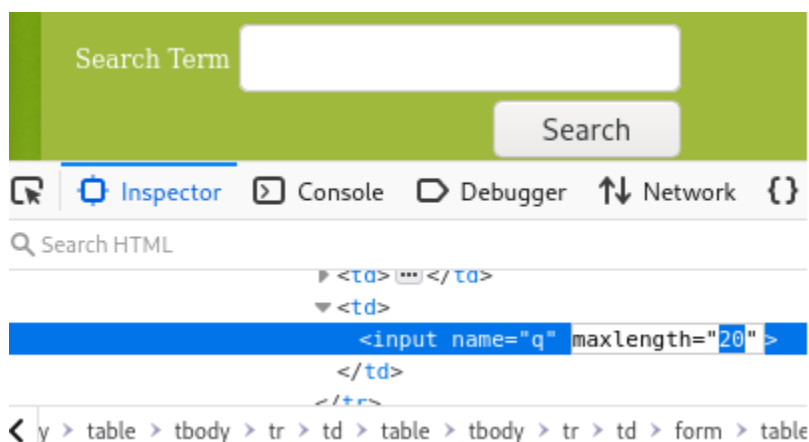 Search Term
Search
Inspector Console Debugger Network {}
Search HTML
<td> ... </td>
<td>
<input name="q" maxlength="20">
</td>
</tr>
y > table > tbody > tr > td > table > tbody > tr > td > form > table